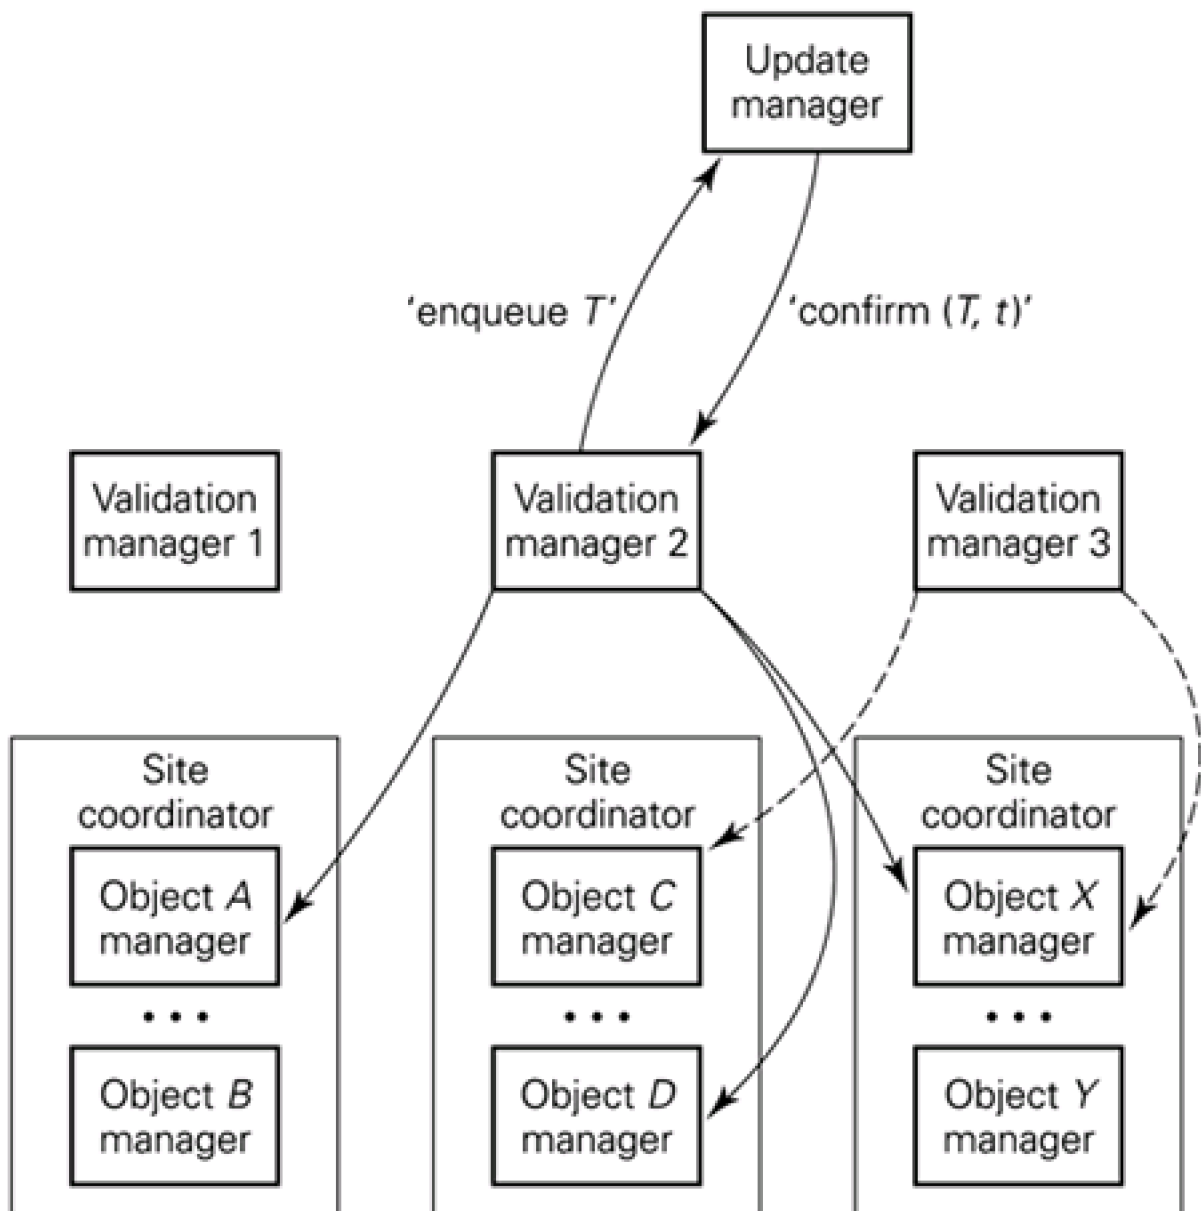 Update
manager
‘enqueue T’
‘confirm (T, t)’
Validation
manager 1
Validation
manager 2
Validation
manager 3
Site
coordinator
Object A
manager
• • •
Object B
manager
Site
coordinator
Object C
manager
• • •
Object D
manager
Site
coordinator
Object X
manager
• • •
Object Y
manager